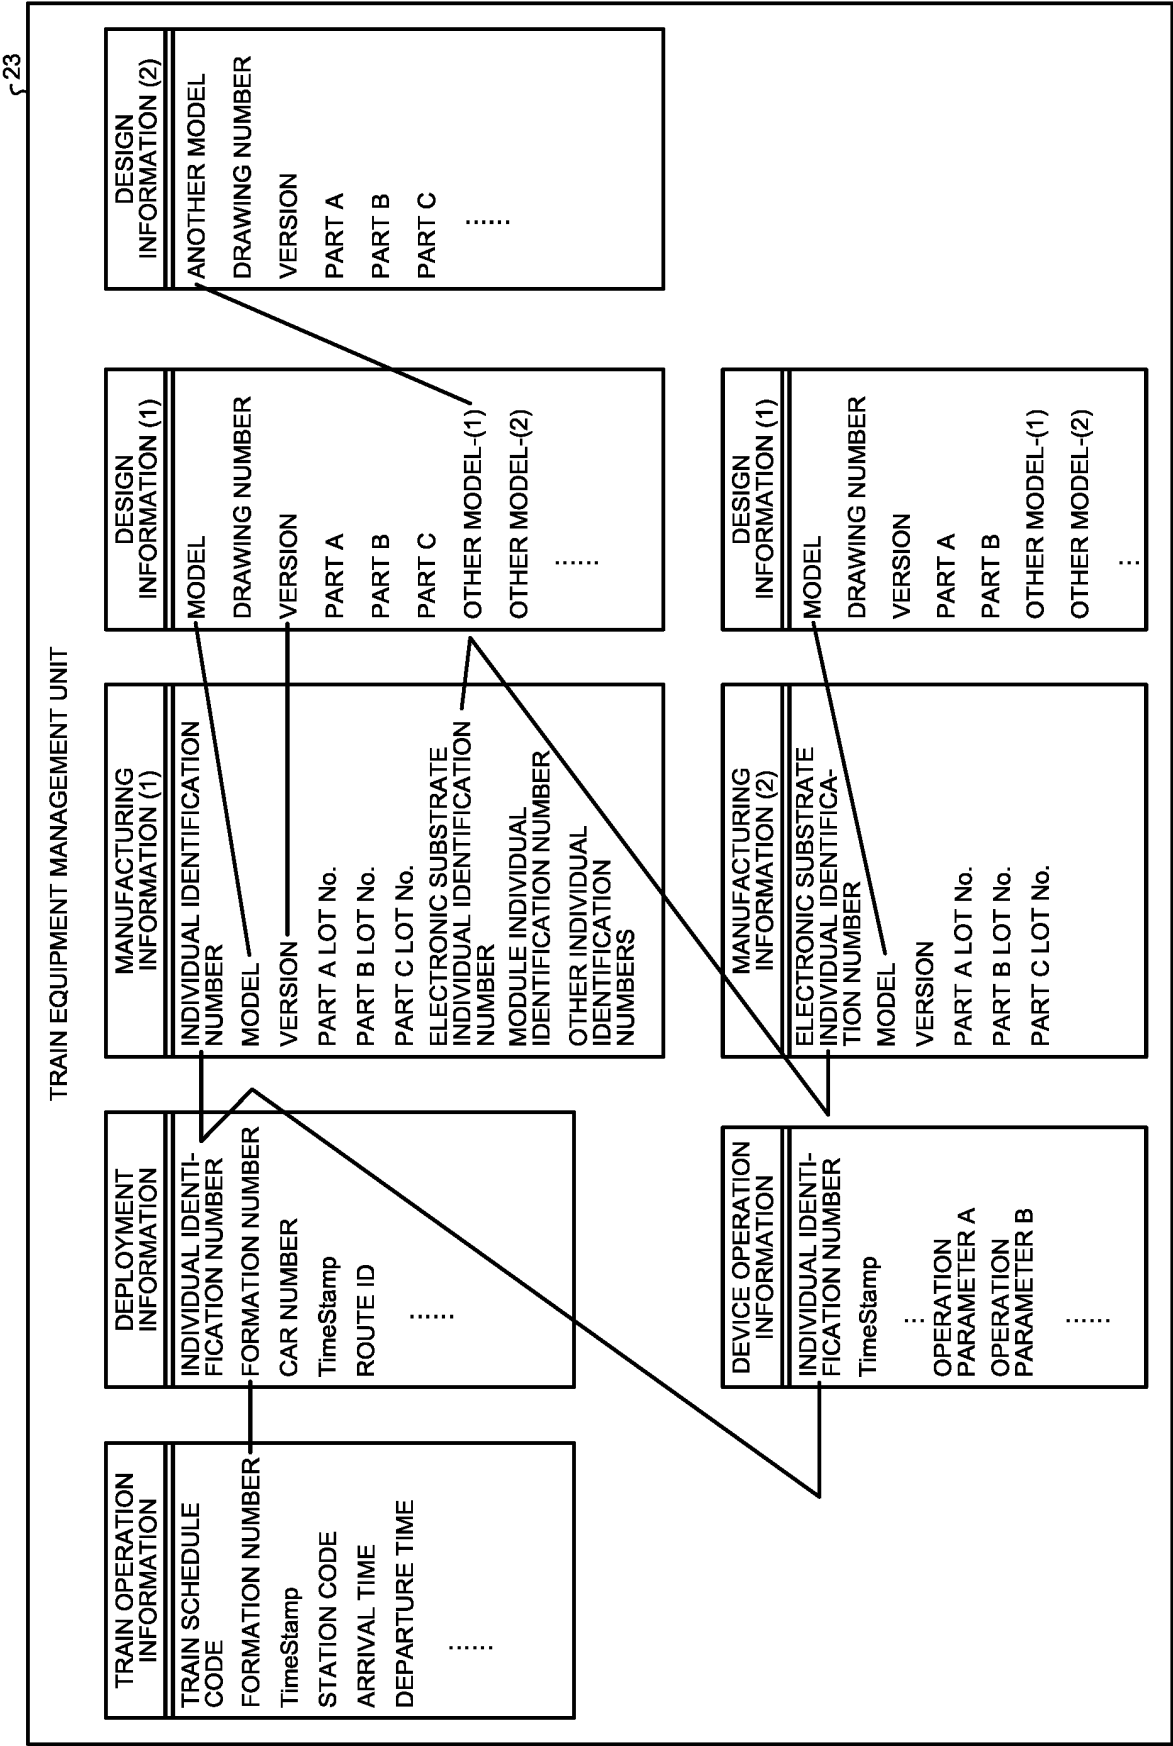 23
TRAIN EQUIPMENT MANAGEMENT UNIT
TRAIN OPERATION
INFORMATION
TRAIN SCHEDULE
CODE
FORMATION NUMBER
TimeStamp
STATION CODE
ARRIVAL TIME
DEPARTURE TIME
......
DEPLOYMENT
INFORMATION
INDIVIDUAL IDENTI-
FICATION NUMBER
FORMATION NUMBER
CAR NUMBER
TimeStamp
ROUTE ID
......
MANUFACTURING
INFORMATION (1)
INDIVIDUAL IDENTIFICATION
NUMBER
MODEL
VERSION
PART A LOT No.
PART B LOT No.
PART C LOT No.
ELECTRONIC SUBSTRATE
INDIVIDUAL IDENTIFICATION
NUMBER
MODULE INDIVIDUAL
IDENTIFICATION NUMBER
OTHER INDIVIDUAL
IDENTIFICATION
NUMBERS
DESIGN
INFORMATION (1)
MODEL
DRAWING NUMBER
VERSION
PART A
PART B
PART C
OTHER MODEL-(1)
OTHER MODEL-(2)
......
DESIGN
INFORMATION (2)
ANOTHER MODEL
DRAWING NUMBER
VERSION
PART A
PART B
PART C
......
DEVICE OPERATION
INFORMATION
INDIVIDUAL IDENTI-
FICATION NUMBER
TimeStamp
...
OPERATION
PARAMETER A
OPERATION
PARAMETER B
......
MANUFACTURING
INFORMATION (2)
ELECTRONIC SUBSTRATE
INDIVIDUAL IDENTIFICA-
TION NUMBER
MODEL
VERSION
PART A LOT No.
PART B LOT No.
PART C LOT No.
DESIGN
INFORMATION (1)
MODEL
DRAWING NUMBER
VERSION
PART A
PART B
OTHER MODEL-(1)
OTHER MODEL-(2)
...